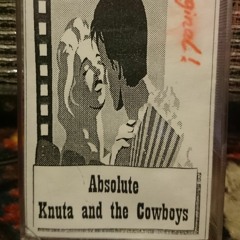 Absolute
Knuta and the Cowboys